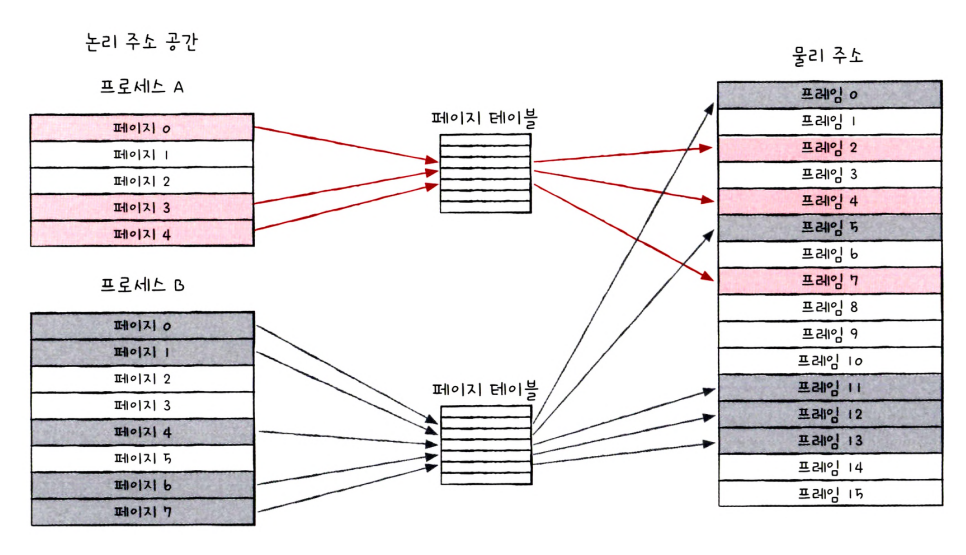 논리 주소 공간
프로세스 A
페이지 0
페이지 1
페이지 2
페이지 3
페이지 4
프로세스 B
페이지 0
페이지 1
페이지 2
페이지 3
페이지 4
페이지 5
페이지 6
페이지 7
페이지 테이블
페이지 테이블
물리 주소
프레임 0
프레임 1
프레임 2
프레임 3
프레임 4
프레임 5
프레임 6
프레임 7
프레임 8
프레임 9
프레임 10
프레임 11
프레임 12
프레임 13
프레임 14
프레임 15